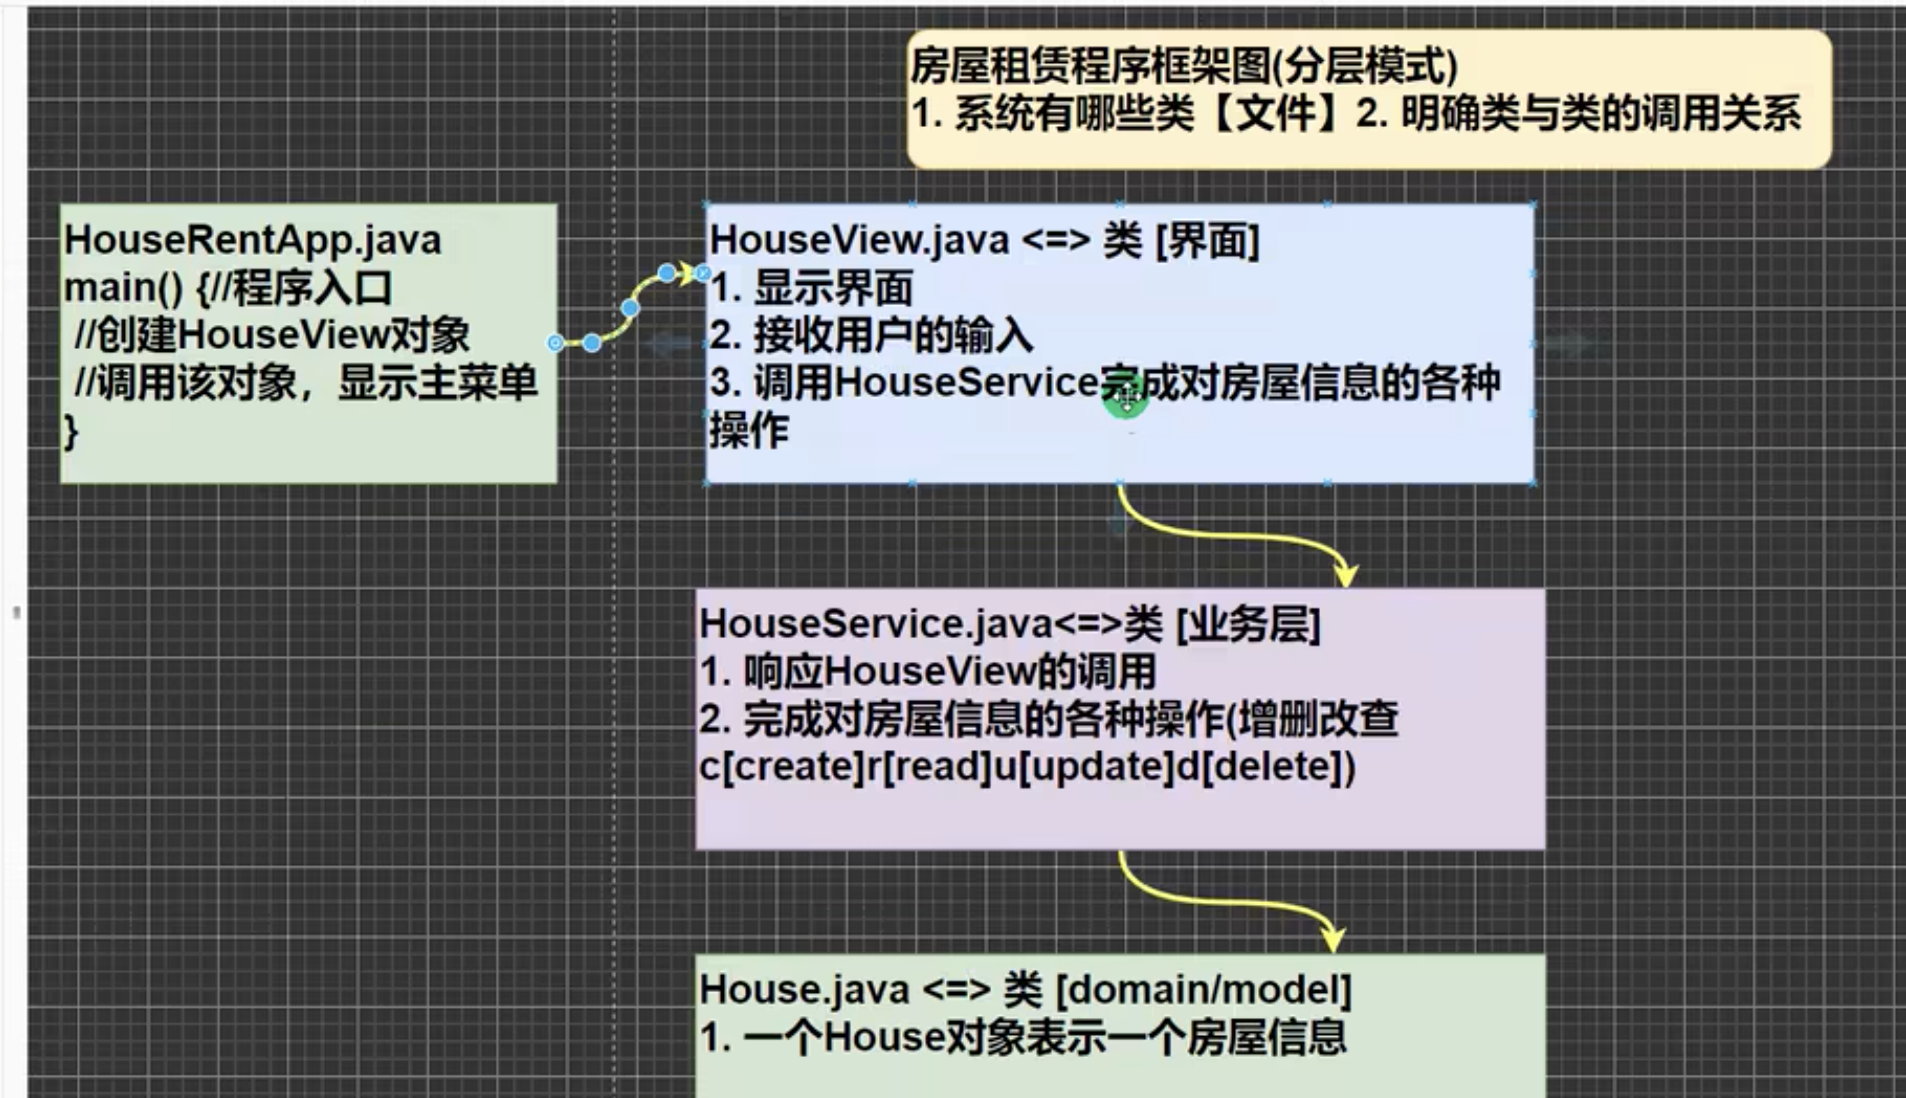 房屋租赁程序框架图(分层模式)
1. 系统有哪些类【文件】2. 明确类与类的调用关系
HouseRentApp.java
main() {//程序入口
//创建HouseView对象
//调用该对象，显示主菜单
}
HouseView.java <=> 类 [界面]
1. 显示界面
2. 接收用户的输入
3. 调用HouseService完成对房屋信息的各种
操作
HouseService.java<=>类 [业务层]
1. 响应HouseView的调用
2. 完成对房屋信息的各种操作(增删改查
c[create]r[read]u[update]d[delete])
House.java <=> 类 [domain/model]
1. 一个House对象表示一个房屋信息